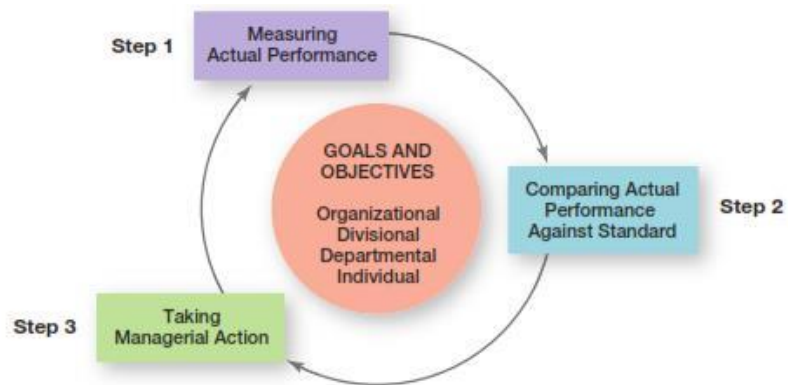 Step 1
Measuring
Actual Performance
GOALS AND
OBJECTIVES
Organizational
Divisional
Departmental
Individual
Comparing Actual
Performance
Against Standard
Step 2
Step 3
Taking
Managerial Action